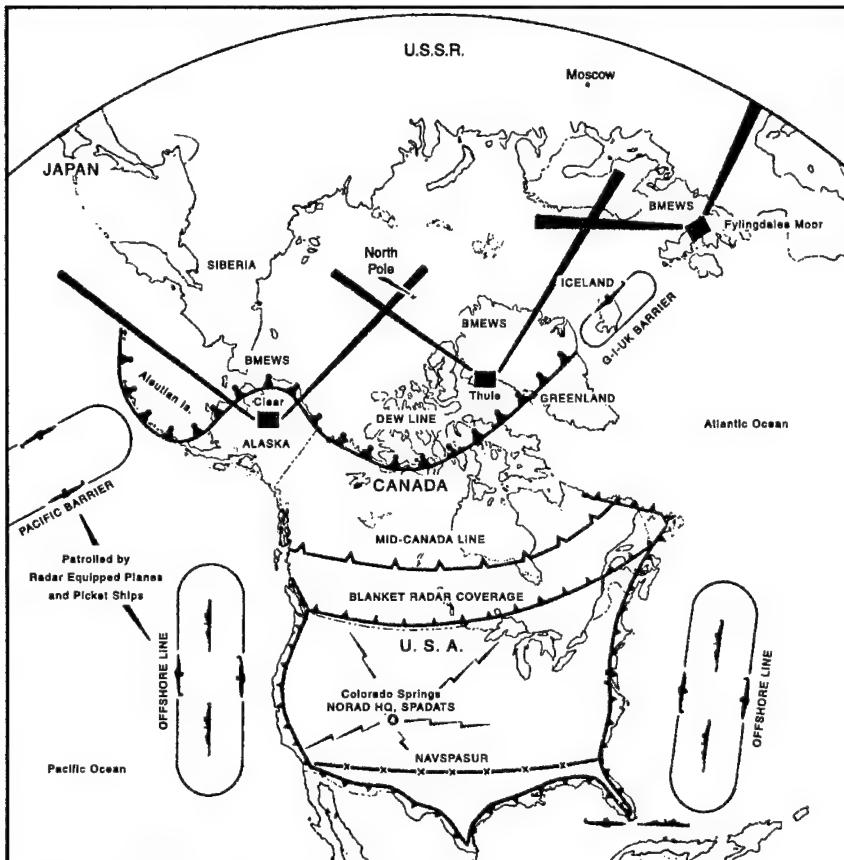 U.S.S.R.
Moscow
JAPAN
BMEWS
Fylingdales Moor
SIBERIA
North
Pole
ICELAND
BMEWS
G-I-UK BARRIER
BMEWS
Aleutian Is.
Clear
Thule
GREENLAND
DEW LINE
ALASKA
Atlantic Ocean
CANADA
PACIFIC BARRIER
MID-CANADA LINE
Patrolled by
Radar Equipped Planes
and Picket Ships
BLANKET RADAR COVERAGE
U. S. A.
OFFSHORE LINE
Colorado Springs
NORAD HQ, SPADATS
OFFSHORE LINE
NAVSPASUR
Pacific Ocean